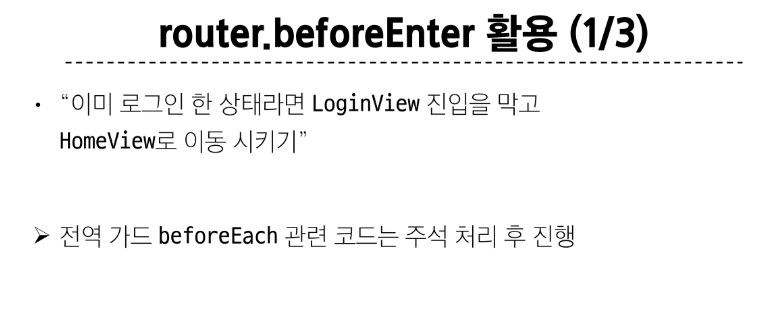 router.beforeEnter 활용 (1/3)
• “이미 로그인 한 상태라면 LoginView 진입을 막고
HomeView로 이동 시키기”
➢ 전역 가드 beforeEach 관련 코드는 주석 처리 후 진행